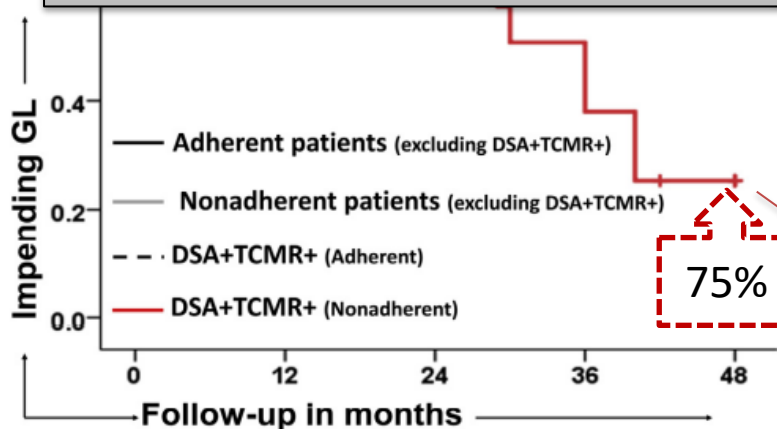 Impending GL
0.4
0.2
0.0
Adherent patients (excluding DSA+TCMR+)
Nonadherent patients (excluding DSA+TCMR+)
DSA+TCMR+ (Adherent)
DSA+TCMR+ (Nonadherent)
75%
0 12 24 36 48
Follow-up in months